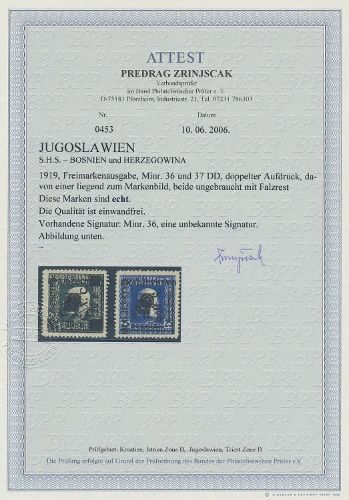 ATTEST
PREDRAG ZRINJSCAK
Verbandsprüfer
im Bund Philatelistischer Prüfer e. V.
D-75181 Pforzheim, Industriestr. 21, Tel. 07231 286303
Nr. Datum
0453 10. 06. 2006.
JUGOSLAWIEN
S.H.S. – BOSNIEN und HERZEGOWINA
1919, Freimarkenausgabe, Minr. 36 und 37 DD, doppelter Aufdruck, da-
von einer liegend zum Markenbild, beide ungebraucht mit Falzrest
Diese Marken sind echt.
Die Qualität ist einwandfrei.
Vorhandene Signatur: Minr. 36, eine unbekannte Signatur.
Abbildung unten.
Prüfgebiet: Kroatien, Istrien Zone B, Jugoslawien, Triest Zone B
Die Prüfung erfolgte auf Grund der Prüfordnung des Bundes der Philatelistischen Prüfer e. V.